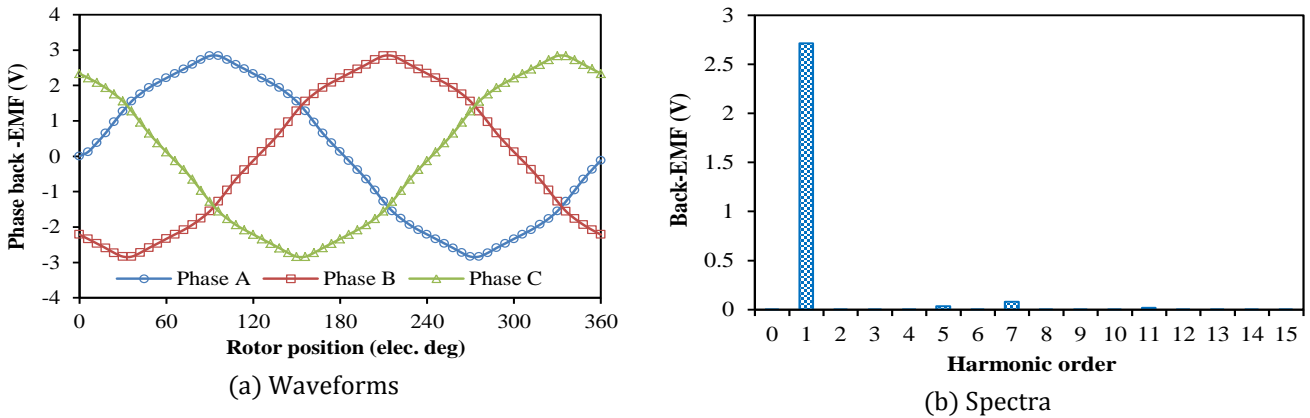 Phase back -EMF (V)
4
3
2
1
0
-1
-2
-3
-4
Phase A
Phase B
Phase C
0 60 120 180 240 300 360
Rotor position (elec. deg)
(a) Waveforms
Back-EMF (V)
3
2.5
2
1.5
1
0.5
0
0 1 2 3 4 5 6 7 8 9 10 11 12 13 14 15
Harmonic order
(b) Spectra